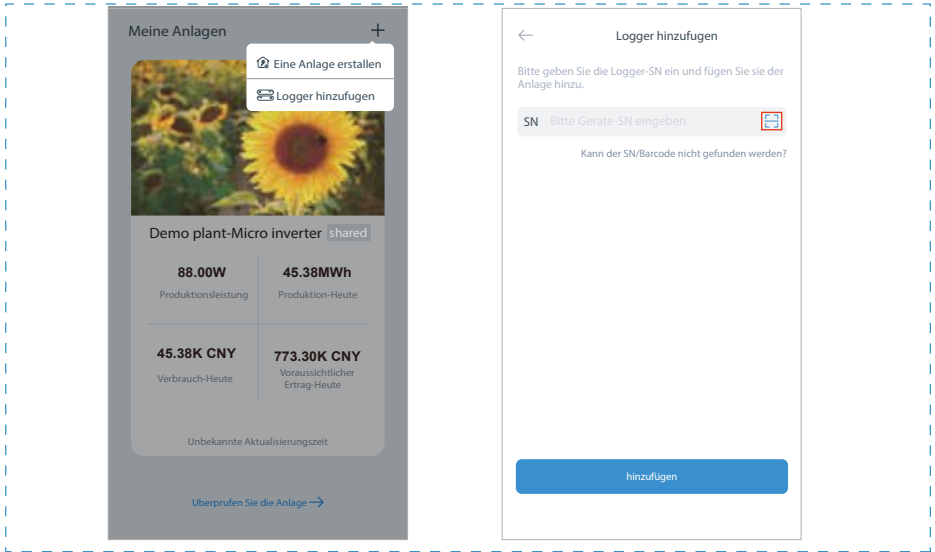 Meine Anlagen
Eine Anlage erstallen
Logger hinzufugen
Demo plant-Micro inverter shared
88.00W
Produktionsleistung
45.38MWh
Produktion-Heute
45.38K CNY
Verbrauch-Heute
773.30K CNY
Voraussichtlicher
Ertrag-Heute
Unbekannte Aktualisierungszeit
Uberprufen Sie die Anlage
Logger hinzufugen
Bitte geben Sie die Logger-SN ein und fügen Sie sie der
Anlage hinzu.
SN Bitte Gerate-SN eingeben
Kann der SN/Barcode nicht gefunden werden?
hinzufügen